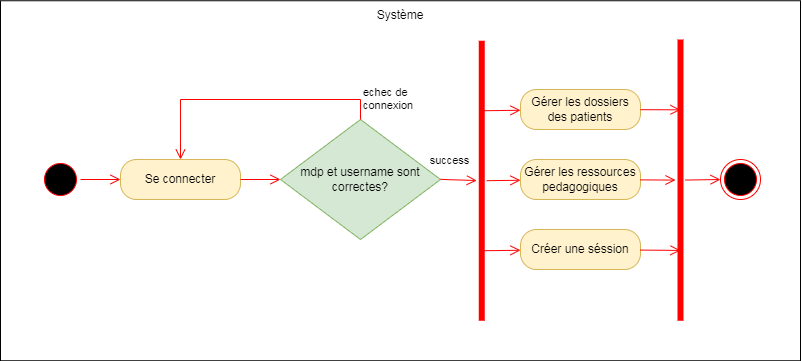 Système
echec de
connexion
Se connecter
mdp et username sont
correctes?
success
Gérer les dossiers
des patients
Gérer les ressources
pedagogiques
Créer une séssion